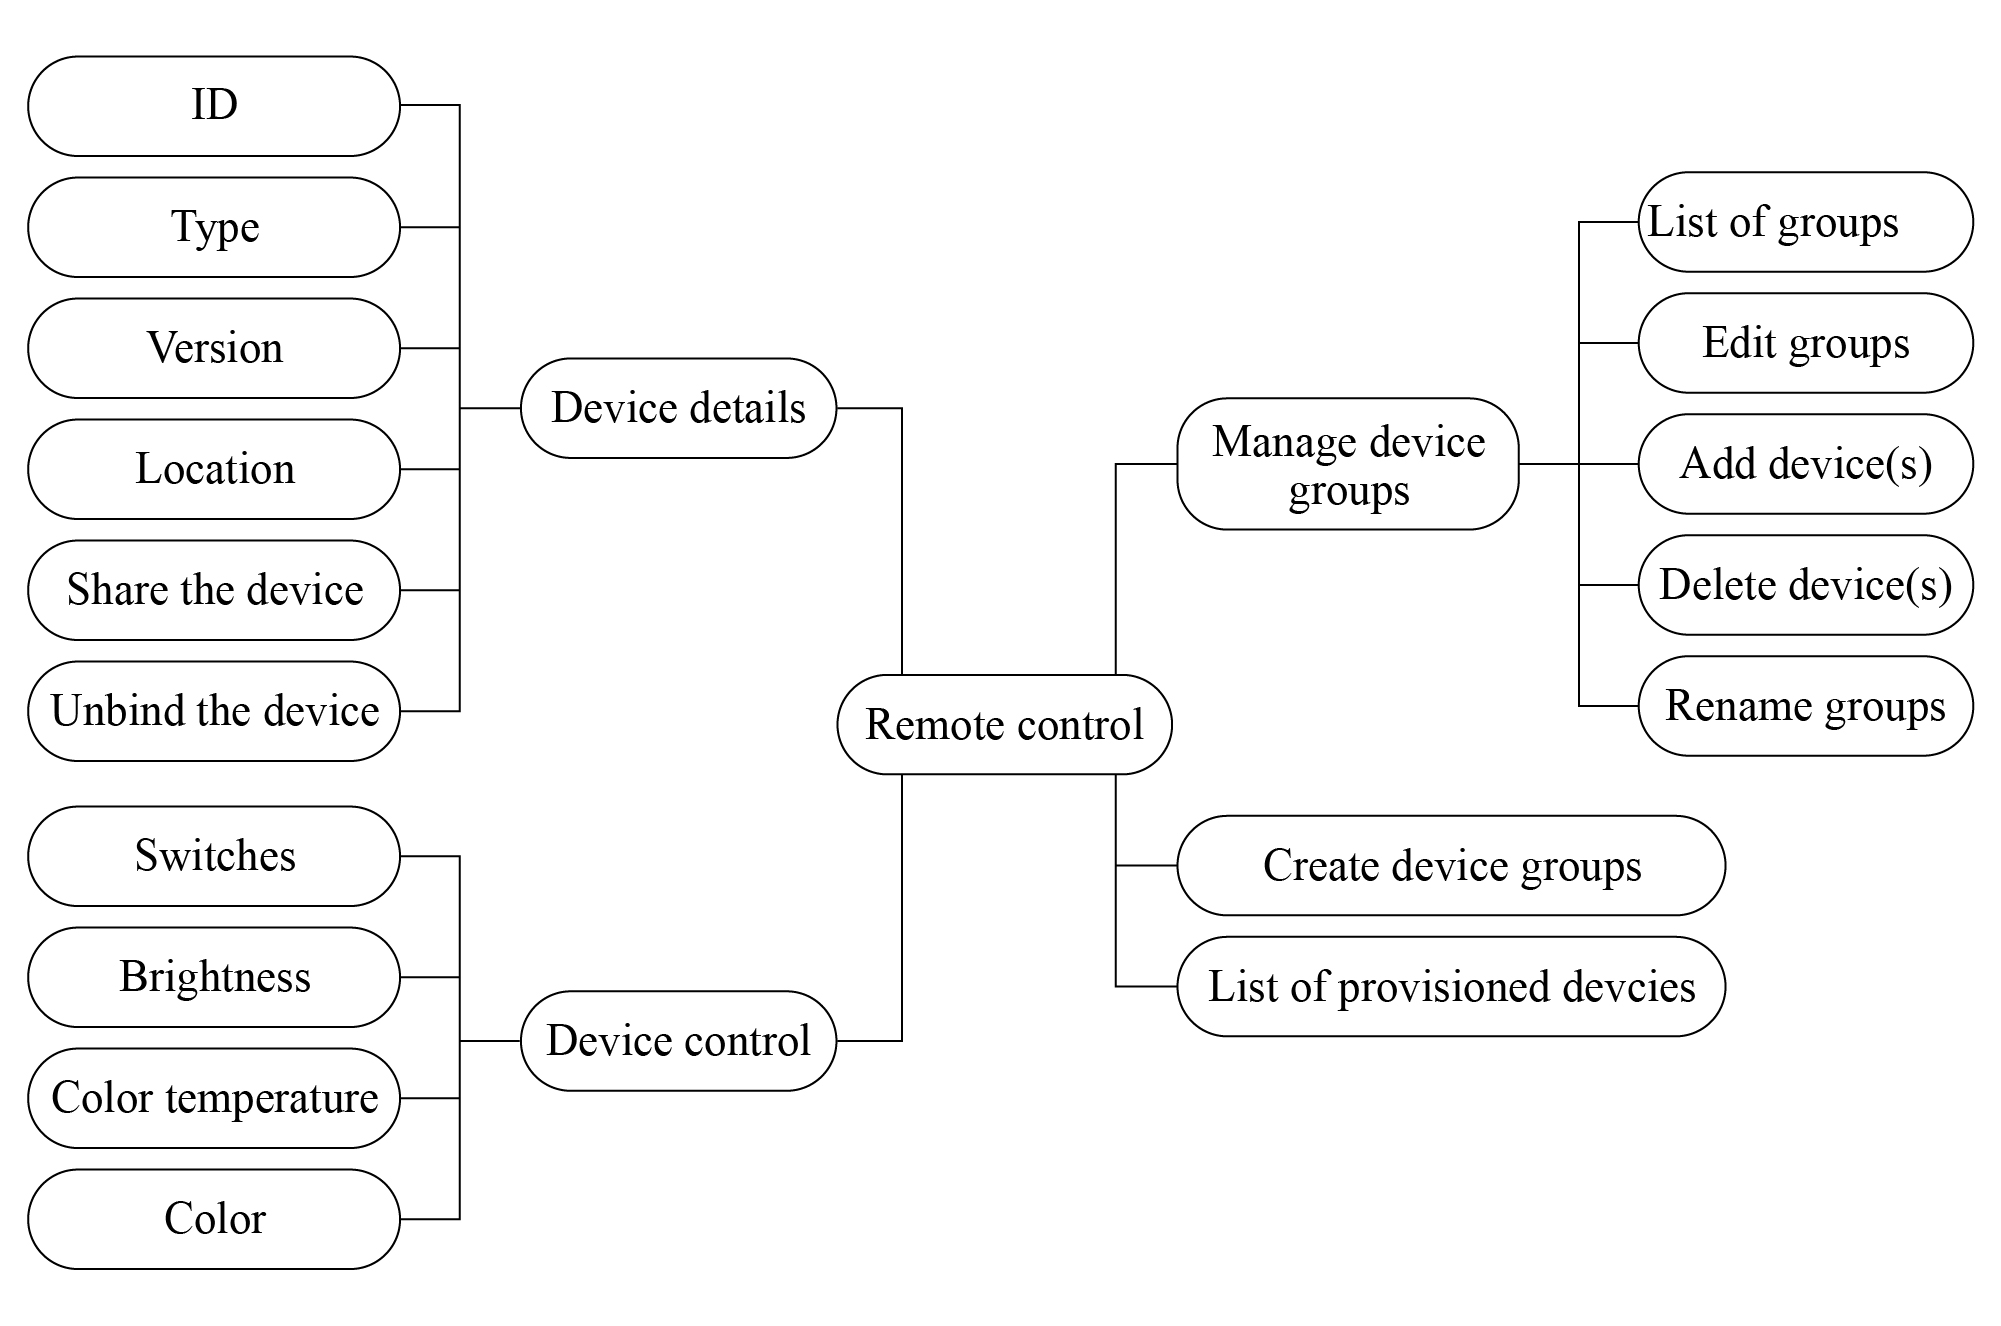 ID
Type
Version
Location
Share the device
Unbind the device
Device details
Switches
Brightness
Color temperature
Color
Device control
Remote control
Manage device
groups
List of groups
Edit groups
Add device(s)
Delete device(s)
Rename groups
Create device groups
List of provisioned devcies